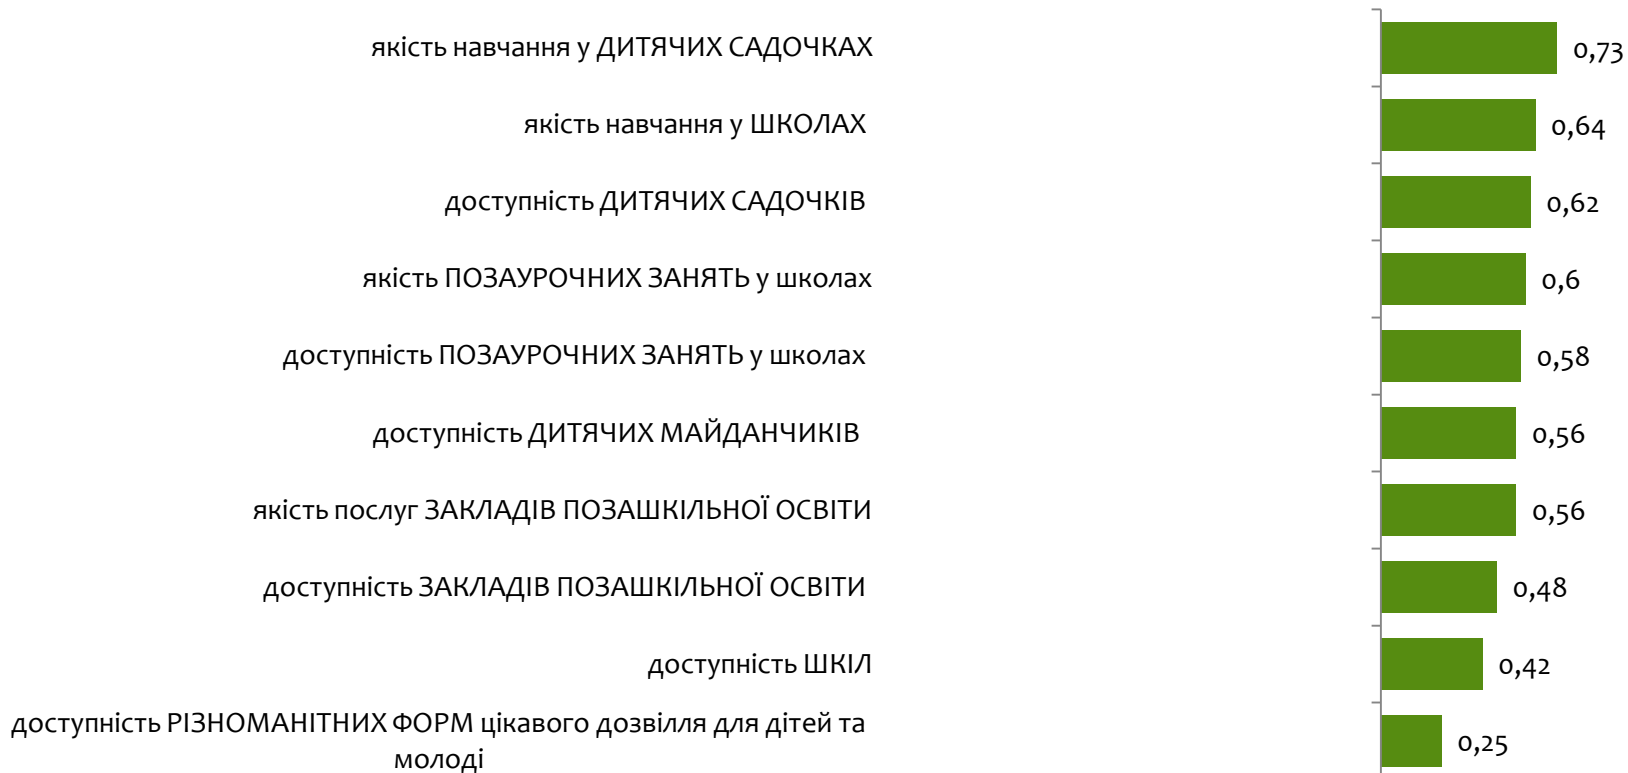 якість навчання у ДИТЯЧИХ САДОЧКАХ 0,73
якість навчання у ШКОЛАХ 0,64
доступність ДИТЯЧИХ САДОЧКІВ 0,62
якість ПОЗАУРОЧНИХ ЗАНЯТЬ у школах 0,6
доступність ПОЗАУРОЧНИХ ЗАНЯТЬ у школах 0,58
доступність ДИТЯЧИХ МАЙДАНЧИКІВ 0,56
якість послуг ЗАКЛАДІВ ПОЗАШКІЛЬНОЇ ОСВІТИ 0,56
доступність ЗАКЛАДІВ ПОЗАШКІЛЬНОЇ ОСВІТИ 0,48
доступність ШКІЛ 0,42
доступність РІЗНОМАНІТНИХ ФОРМ цікавого дозвілля для дітей та
молоді 0,25